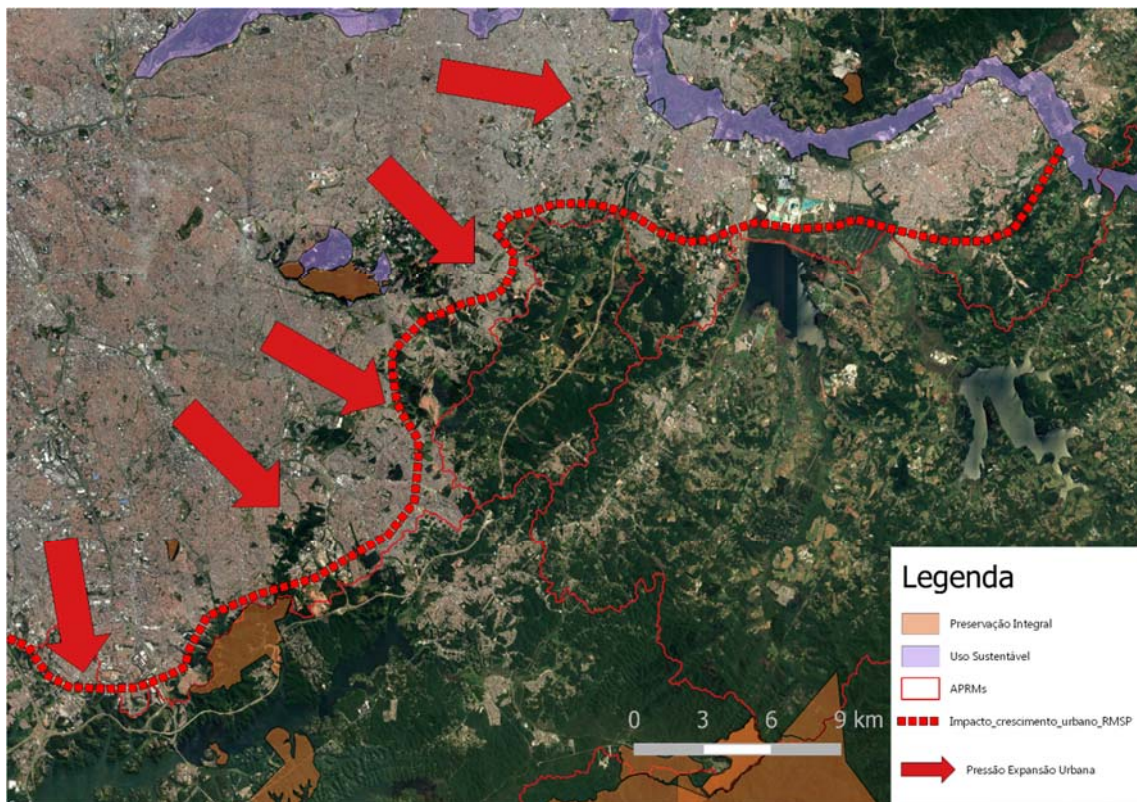 0 3 6 9 km
Legenda
Preservação Integral
Uso Sustentável
APRMs
Impacto_crescimento_urbano_RMSP
Pressão Expansão Urbana